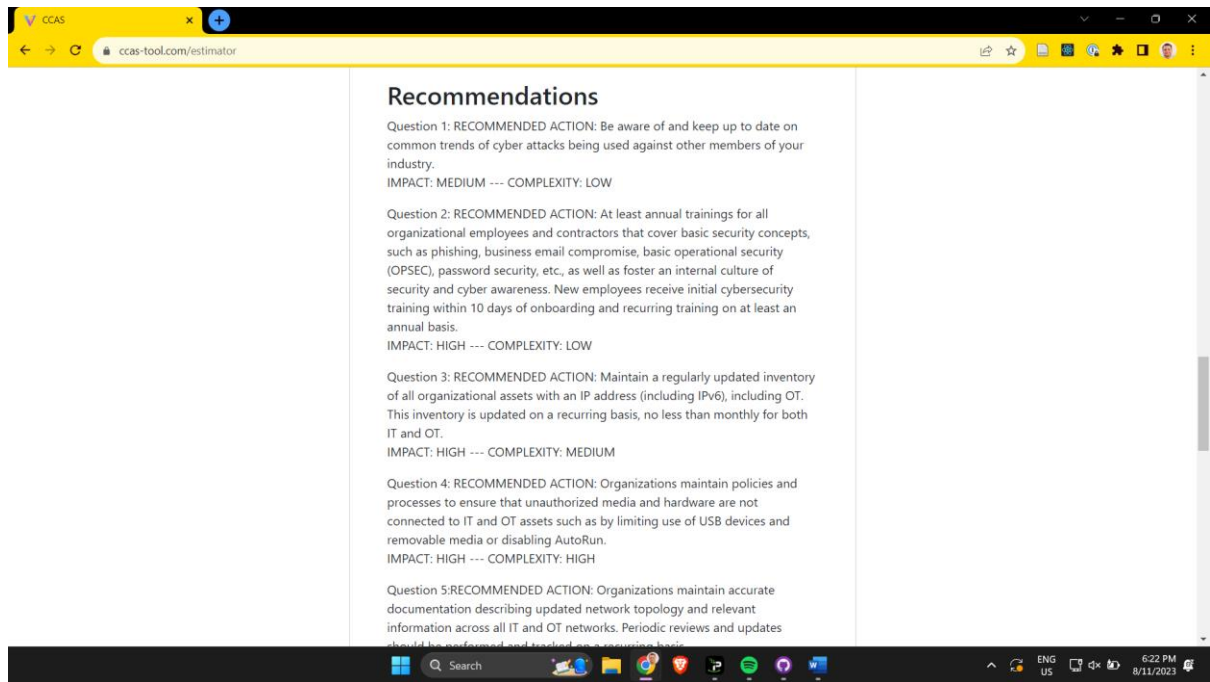 CCAS
ccas-tool.com/estimator
Recommendations
Question 1: RECOMMENDED ACTION: Be aware of and keep up to date on
common trends of cyber attacks being used against other members of your
industry.
IMPACT: MEDIUM --- COMPLEXITY: LOW
Question 2: RECOMMENDED ACTION: At least annual trainings for all
organizational employees and contractors that cover basic security concepts,
such as phishing, business email compromise, basic operational security
(OPSEC), password security, etc., as well as foster an internal culture of
security and cyber awareness. New employees receive initial cybersecurity
training within 10 days of onboarding and recurring training on at least an
annual basis.
IMPACT: HIGH --- COMPLEXITY: LOW
Question 3: RECOMMENDED ACTION: Maintain a regularly updated inventory
of all organizational assets with an IP address (including IPv6), including OT.
This inventory is updated on a recurring basis, no less than monthly for both
IT and OT.
IMPACT: HIGH --- COMPLEXITY: MEDIUM
Question 4: RECOMMENDED ACTION: Organizations maintain policies and
processes to ensure that unauthorized media and hardware are not
connected to IT and OT assets such as by limiting use of USB devices and
removable media or disabling AutoRun.
IMPACT: HIGH --- COMPLEXITY: HIGH
Question 5:RECOMMENDED ACTION: Organizations maintain accurate
documentation describing updated network topology and relevant
information across all IT and OT networks. Periodic reviews and updates
should be performed and tracked on a recurring basis.
Search
ENG
US
6:22 PM
8/11/2023